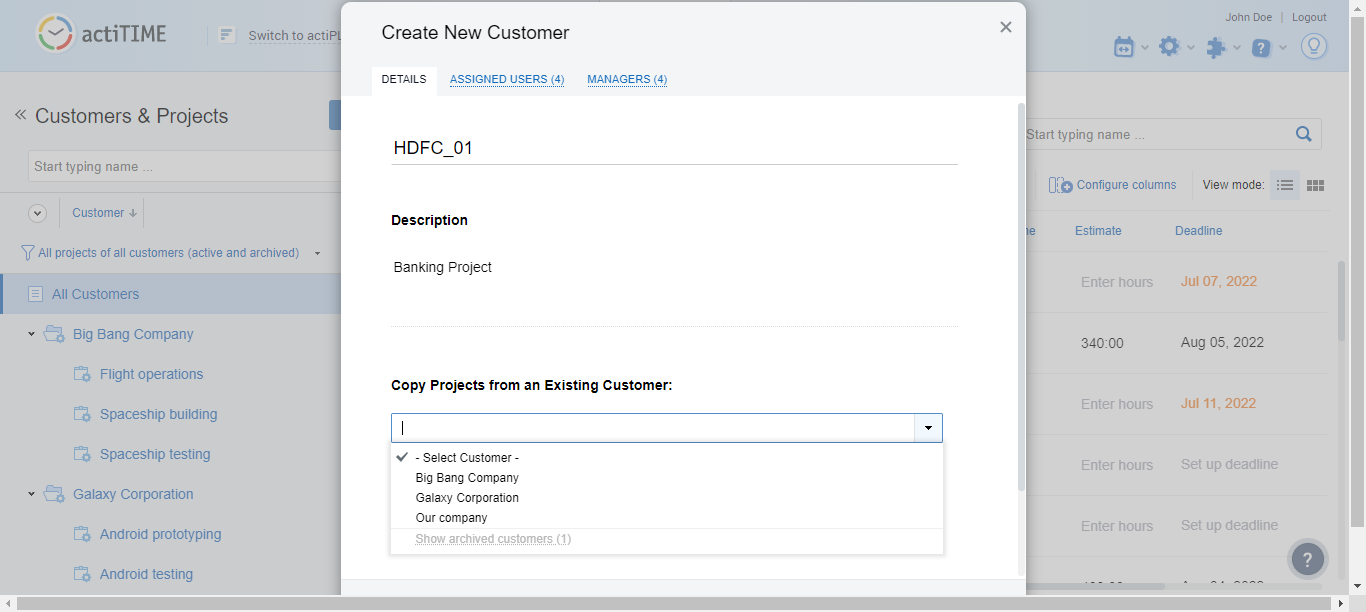 actiTIME
Switch to actiPL
John Doe | Logout
Create New Customer
DETAILS
ASSIGNED USERS (4)
MANAGERS (4)
Customers & Projects
Start typing name ...
Customer
All projects of all customers (active and archived)
All Customers
Big Bang Company
Flight operations
Spaceship building
Spaceship testing
Galaxy Corporation
Android prototyping
Android testing
HDFC_01
Description
Banking Project
Copy Projects from an Existing Customer:
- Select Customer -
Big Bang Company
Galaxy Corporation
Our company
Show archived customers (1)
Start typing name ...
Configure columns
View mode:
Estimate
Deadline
Enter hours
Jul 07, 2022
340:00
Aug 05, 2022
Enter hours
Jul 11, 2022
Enter hours
Set up deadline
Enter hours
Set up deadline
?